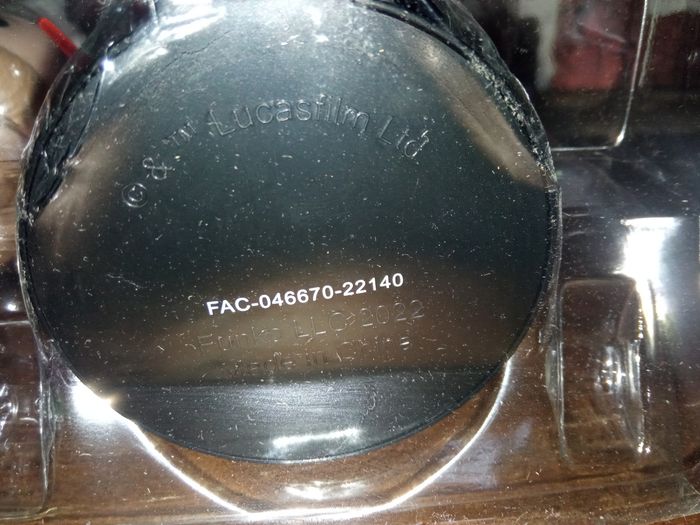 © & ™ Lucasfilm Ltd
FAC-046670-22140
Funko LLC 2022
Made in China